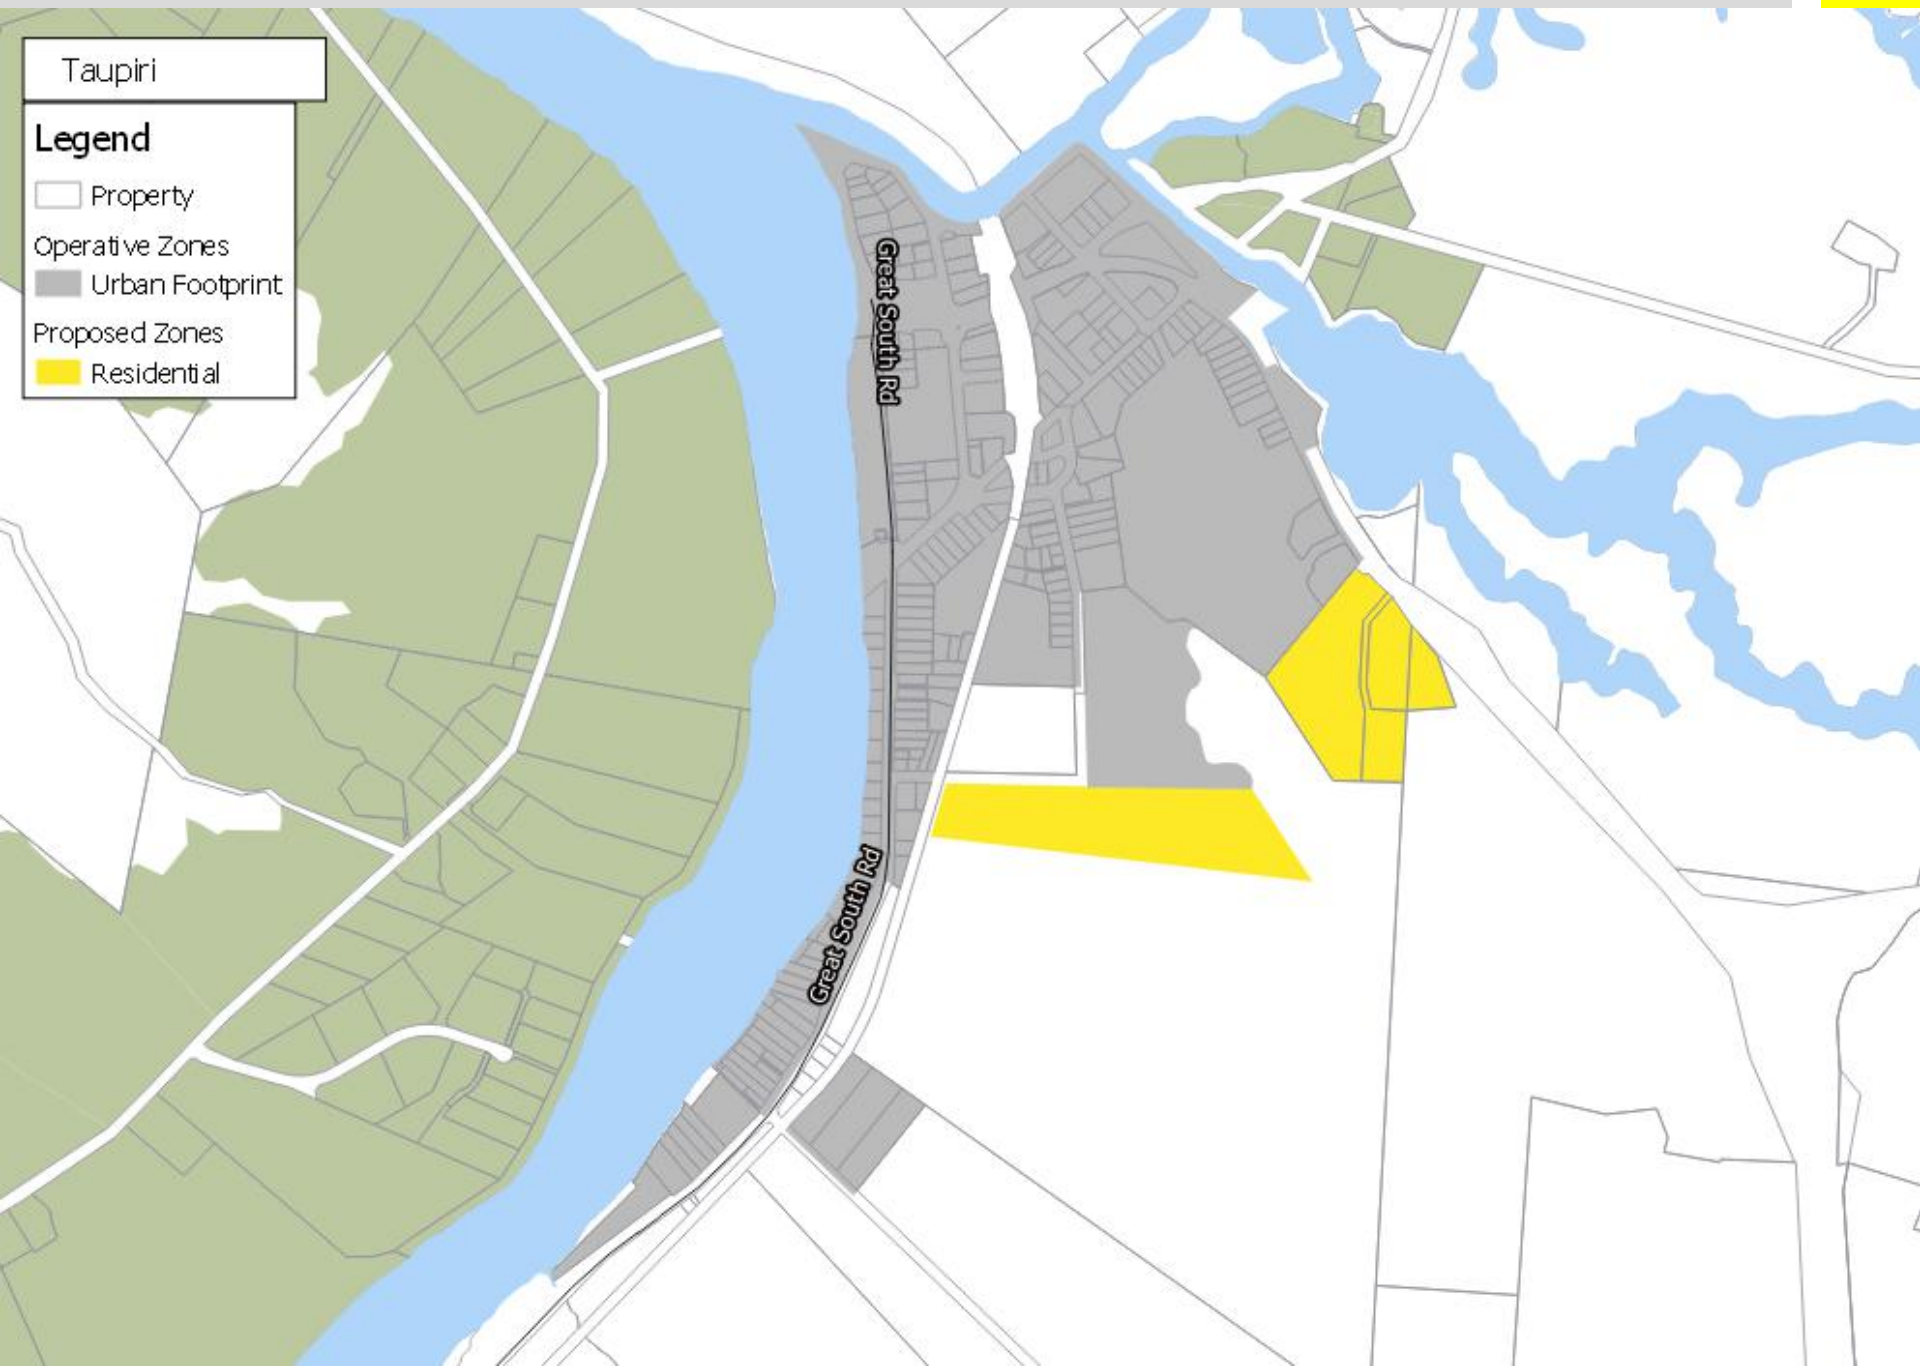 Taupiri
Legend
Property
Operative Zones
Urban Footprint
Proposed Zones
Residential
Great South Rd
Great South Rd